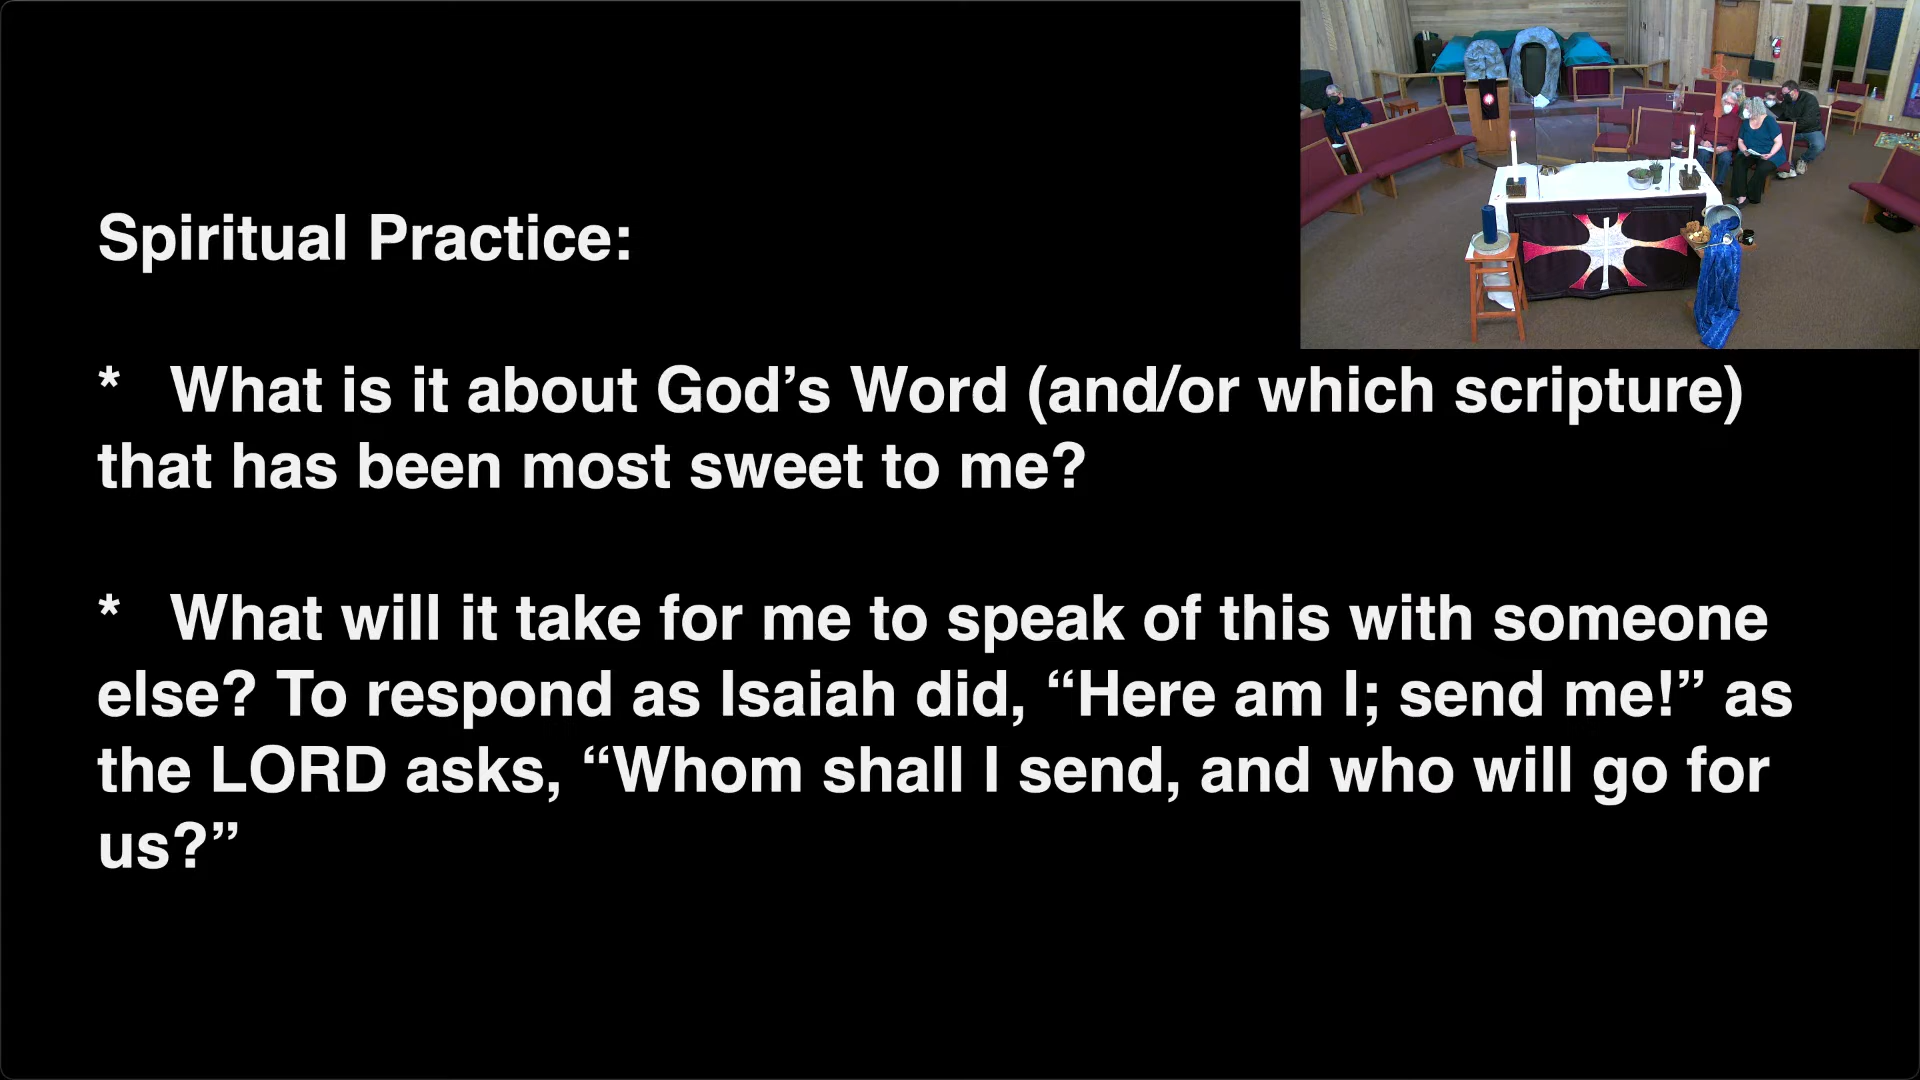 Spiritual Practice:
*   What is it about God’s Word (and/or which scripture)
that has been most sweet to me?
*   What will it take for me to speak of this with someone
else? To respond as Isaiah did, “Here am I; send me!” as
the LORD asks, “Whom shall I send, and who will go for
us?”